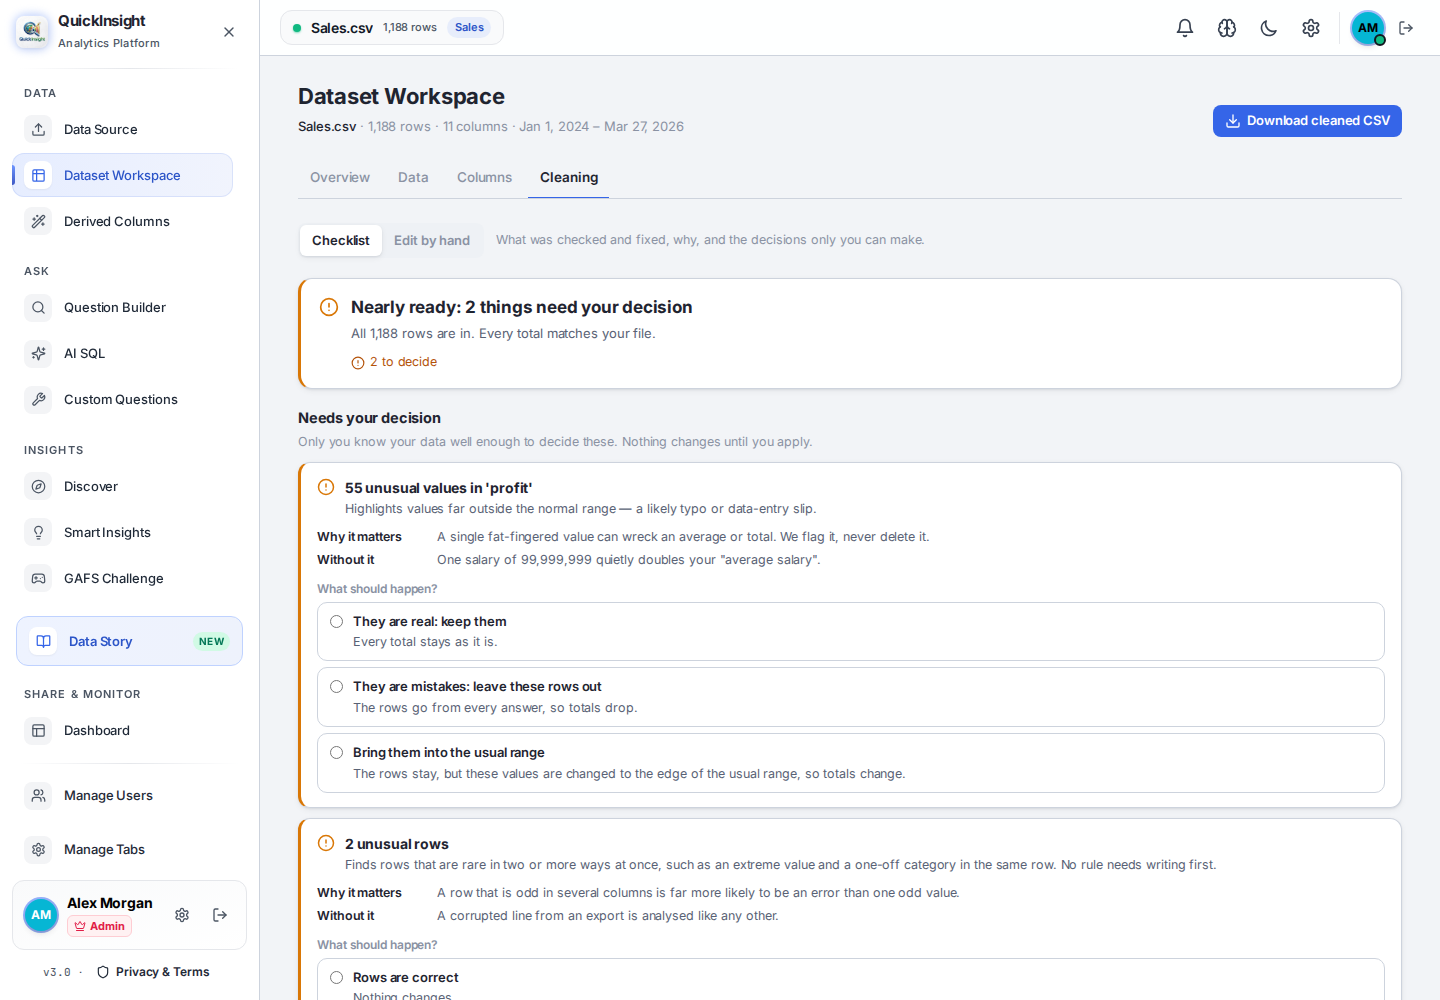 QuickInsight
Analytics Platform
DATA
Data Source
Dataset Workspace
Derived Columns
ASK
Question Builder
AI SQL
Custom Questions
INSIGHTS
Discover
Smart Insights
GAFS Challenge
Data Story NEW
SHARE & MONITOR
Dashboard
Manage Users
Manage Tabs
AM Alex Morgan
Admin
v3.0 · Privacy & Terms
Sales.csv 1,188 rows Sales
AM
Dataset Workspace
Sales.csv · 1,188 rows · 11 columns · Jan 1, 2024 – Mar 27, 2026
Download cleaned CSV
Overview Data Columns Cleaning
Checklist Edit by hand What was checked and fixed, why, and the decisions only you can make.
Nearly ready: 2 things need your decision
All 1,188 rows are in. Every total matches your file.
2 to decide
Needs your decision
Only you know your data well enough to decide these. Nothing changes until you apply.
55 unusual values in 'profit'
Highlights values far outside the normal range — a likely typo or data-entry slip.
Why it matters A single fat-fingered value can wreck an average or total. We flag it, never delete it.
Without it One salary of 99,999,999 quietly doubles your "average salary".
What should happen?
They are real: keep them
Every total stays as it is.
They are mistakes: leave these rows out
The rows go from every answer, so totals drop.
Bring them into the usual range
The rows stay, but these values are changed to the edge of the usual range, so totals change.
2 unusual rows
Finds rows that are rare in two or more ways at once, such as an extreme value and a one-off category in the same row. No rule needs writing first.
Why it matters A row that is odd in several columns is far more likely to be an error than one odd value.
Without it A corrupted line from an export is analysed like any other.
What should happen?
Rows are correct
Nothing changes.